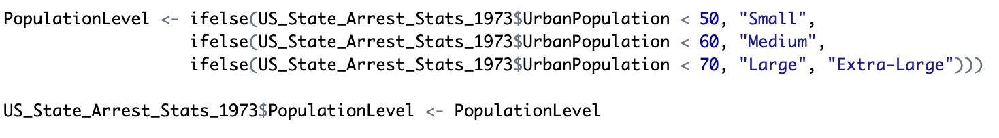 PopulationLevel <- ifelse(US_State_Arrest_Stats_1973$UrbanPopulation < 50, "Small",
ifelse(US_State_Arrest_Stats_1973$UrbanPopulation < 60, "Medium",
ifelse(US_State_Arrest_Stats_1973$UrbanPopulation < 70, "Large", "Extra-Large")))
US_State_Arrest_Stats_1973$PopulationLevel <- PopulationLevel